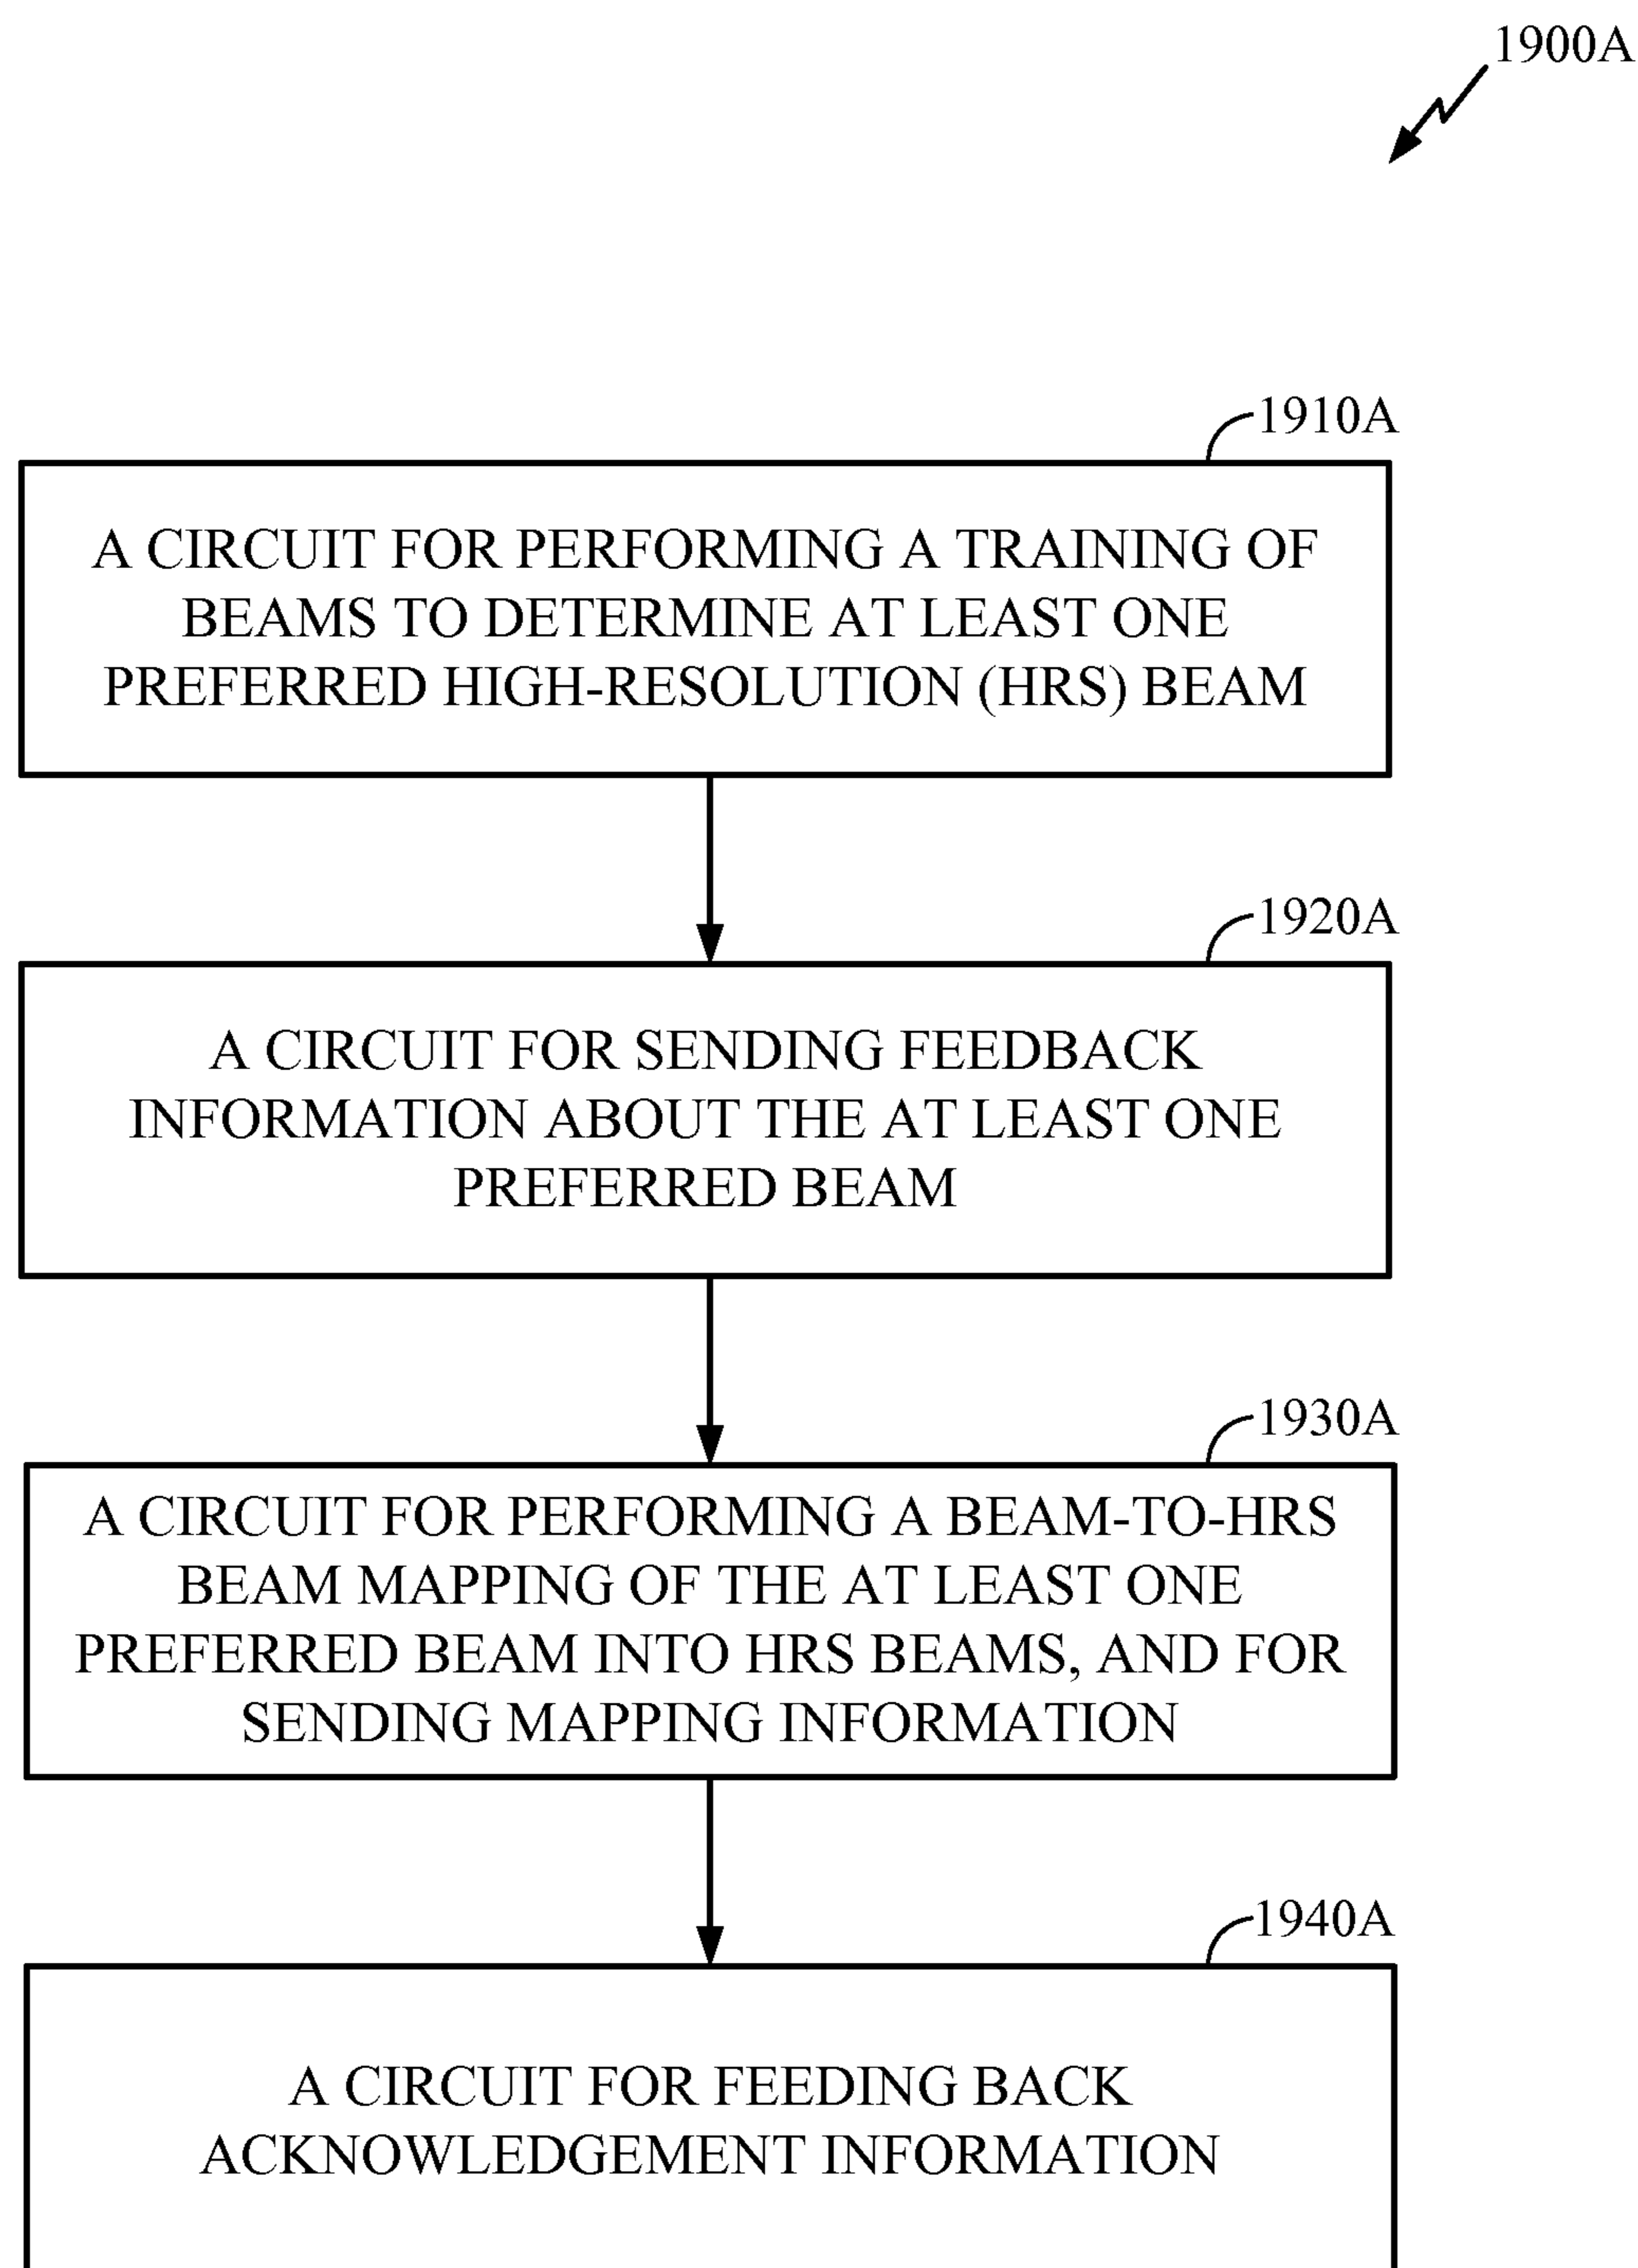 1900A
1910A
A CIRCUIT FOR PERFORMING A TRAINING OF
BEAMS TO DETERMINE AT LEAST ONE
PREFERRED HIGH-RESOLUTION (HRS) BEAM
1920A
A CIRCUIT FOR SENDING FEEDBACK
INFORMATION ABOUT THE AT LEAST ONE
PREFERRED BEAM
1930A
A CIRCUIT FOR PERFORMING A BEAM-TO-HRS
BEAM MAPPING OF THE AT LEAST ONE
PREFERRED BEAM INTO HRS BEAMS, AND FOR
SENDING MAPPING INFORMATION
1940A
A CIRCUIT FOR FEEDING BACK
ACKNOWLEDGEMENT INFORMATION